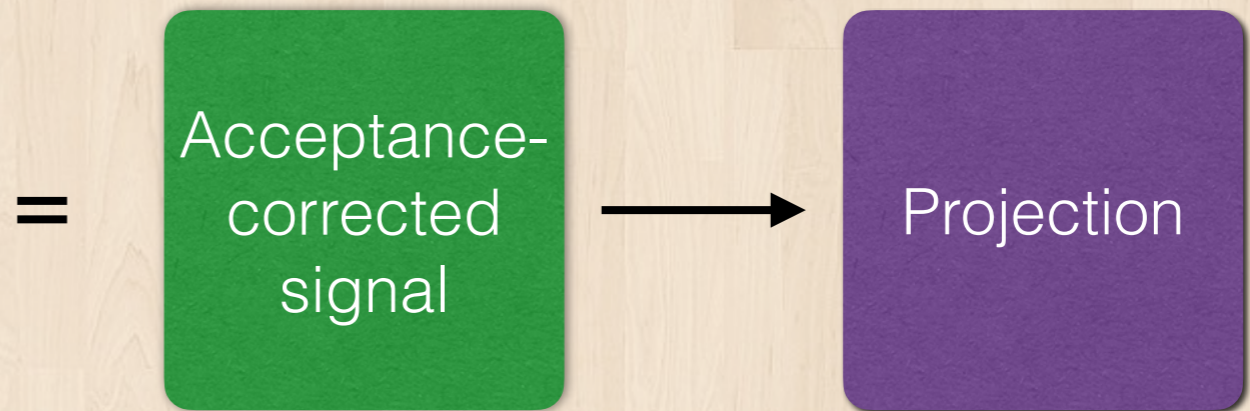 =
Acceptance-
corrected
signal
Projection